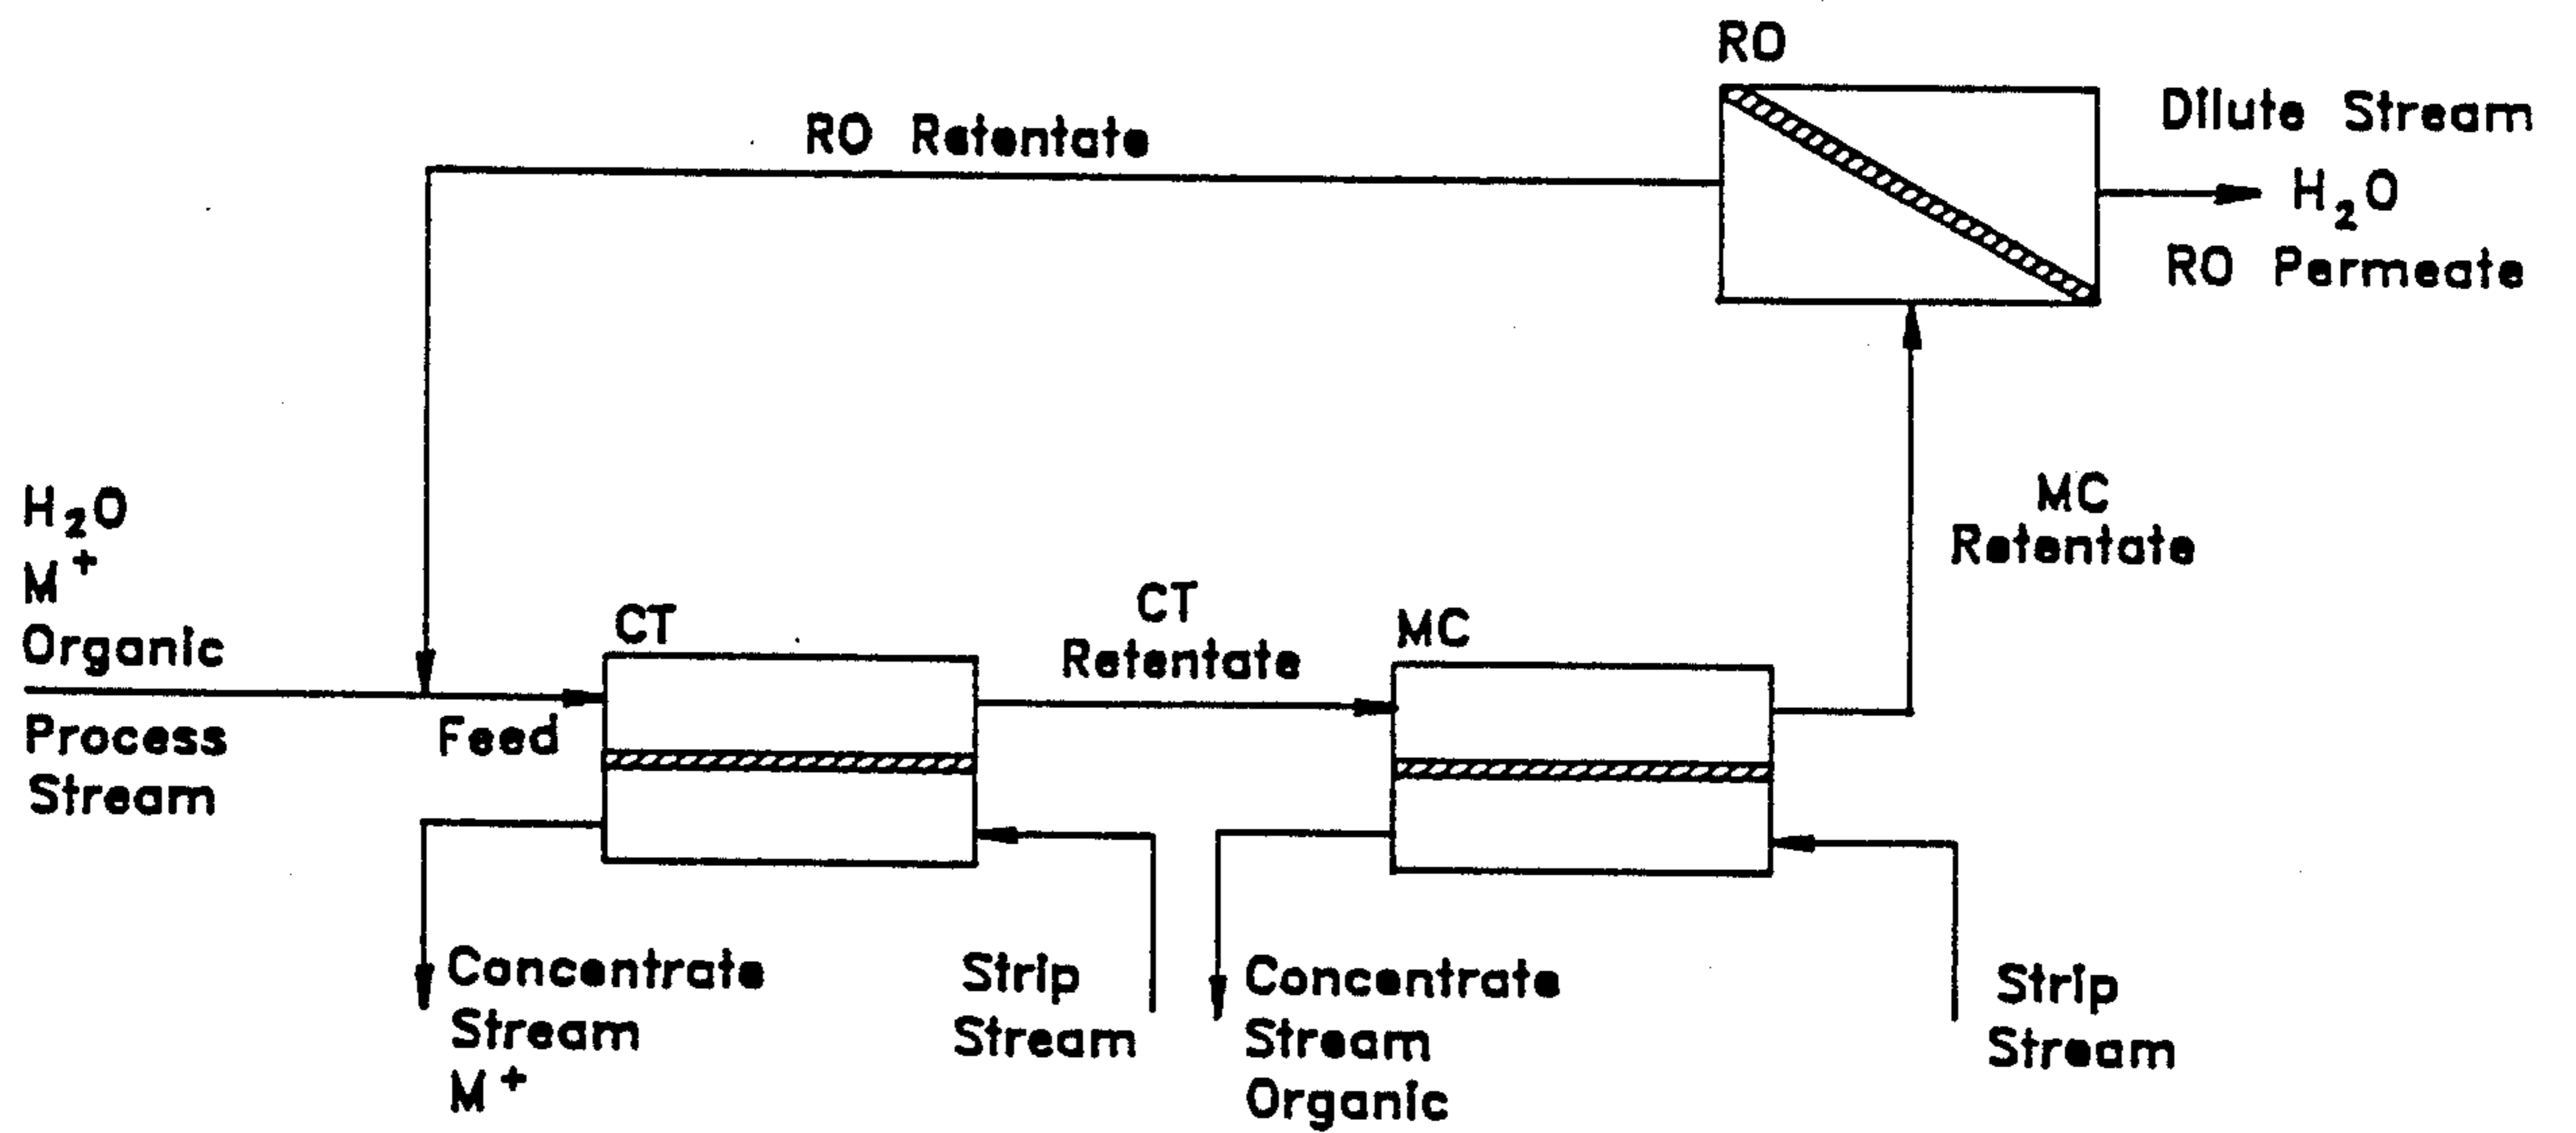 RO
Dilute Stream
RO Retentate
H₂O
RO Permeate
H₂O
M⁺
Organic
Process
Stream
Feed
CT
CT
Retentate
MC
MC
Retentate
Concentrate
Stream
M⁺
Strip
Stream
Concentrate
Stream
Organic
Strip
Stream